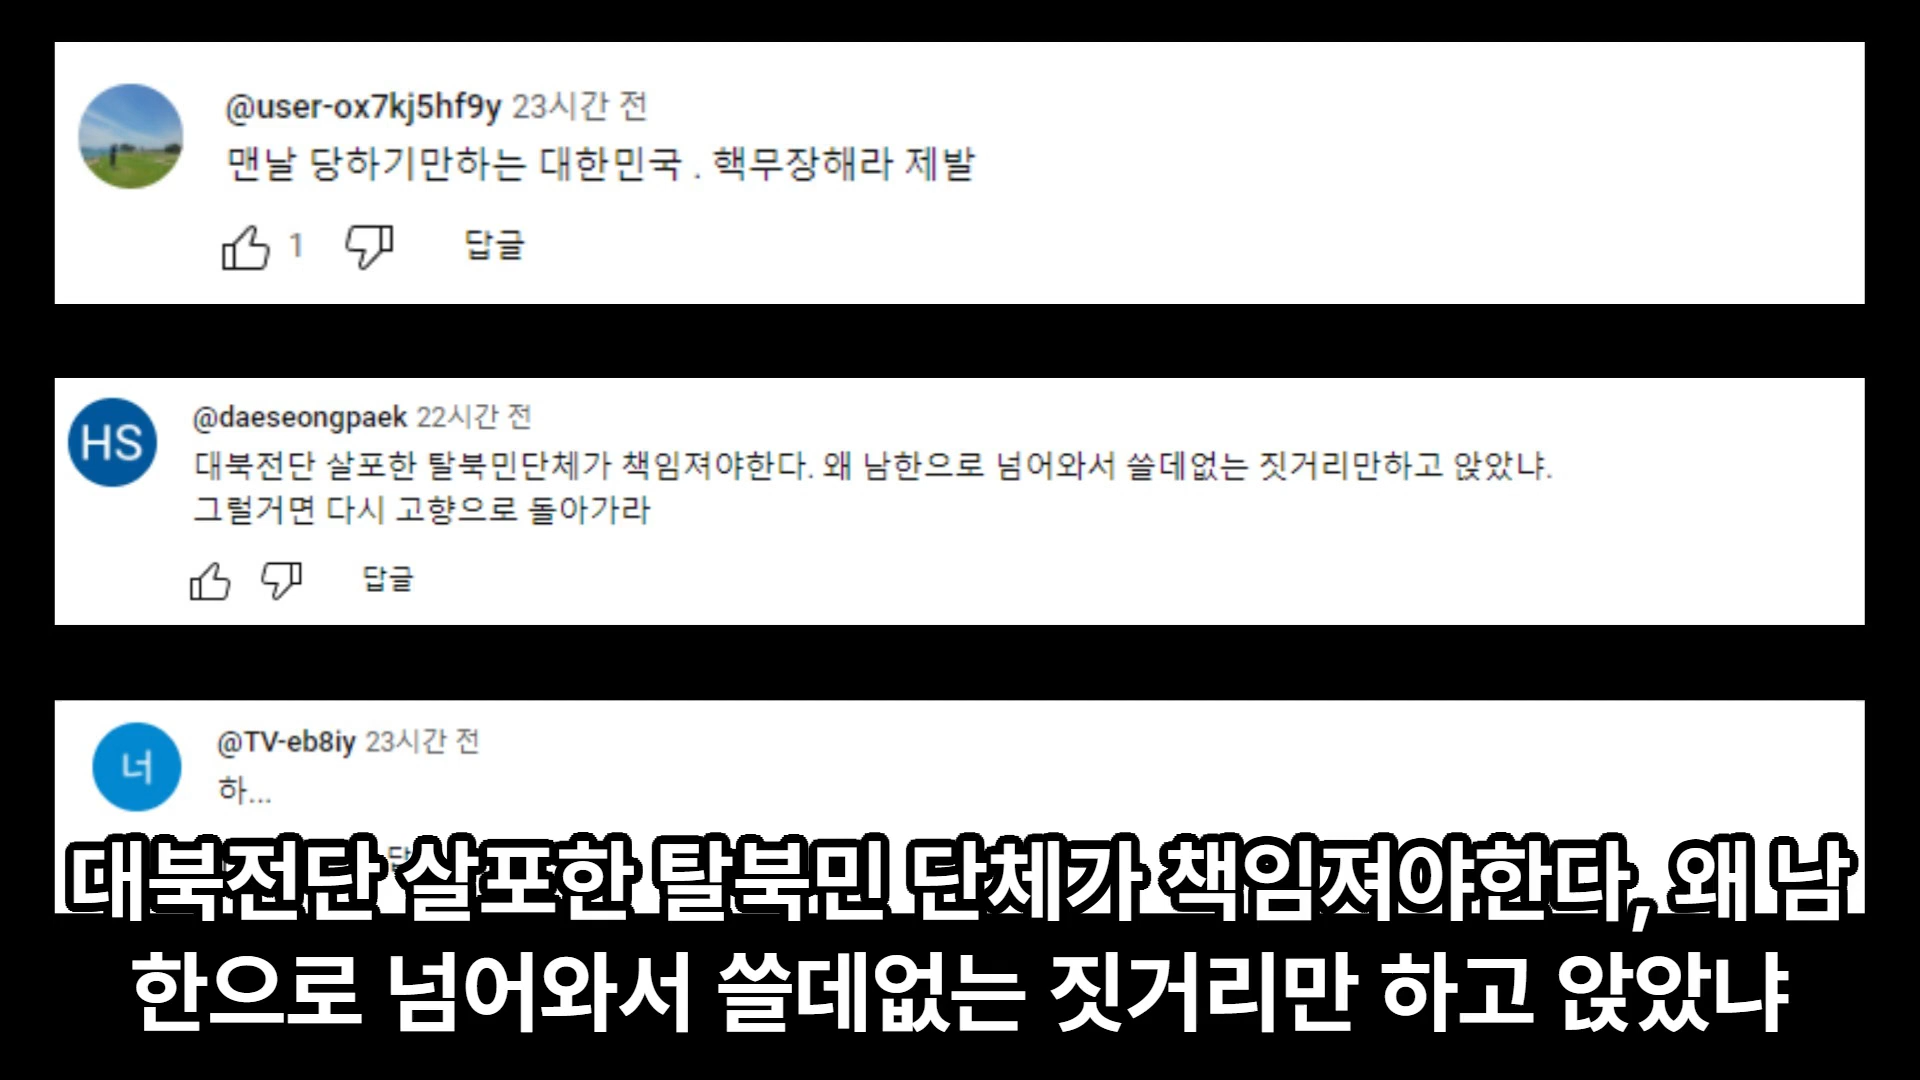 @user-ox7kj5hf9y 23시간 전
맨날 당하기만하는 대한민국 . 핵무장해라 제발
1 답글
HS
@daeseongpaek 22시간 전
대북전단 살포한 탈북민단체가 책임져야한다. 왜 남한으로 넘어와서 쓸데없는 짓거리만하고 앉았냐.
그럴거면 다시 고향으로 돌아가라
답글
너
@TV-eb8iy 23시간 전
하...
대북전단 살포한 탈북민 단체가 책임져야한다, 왜 남
한으로 넘어와서 쓸데없는 짓거리만 하고 앉았냐